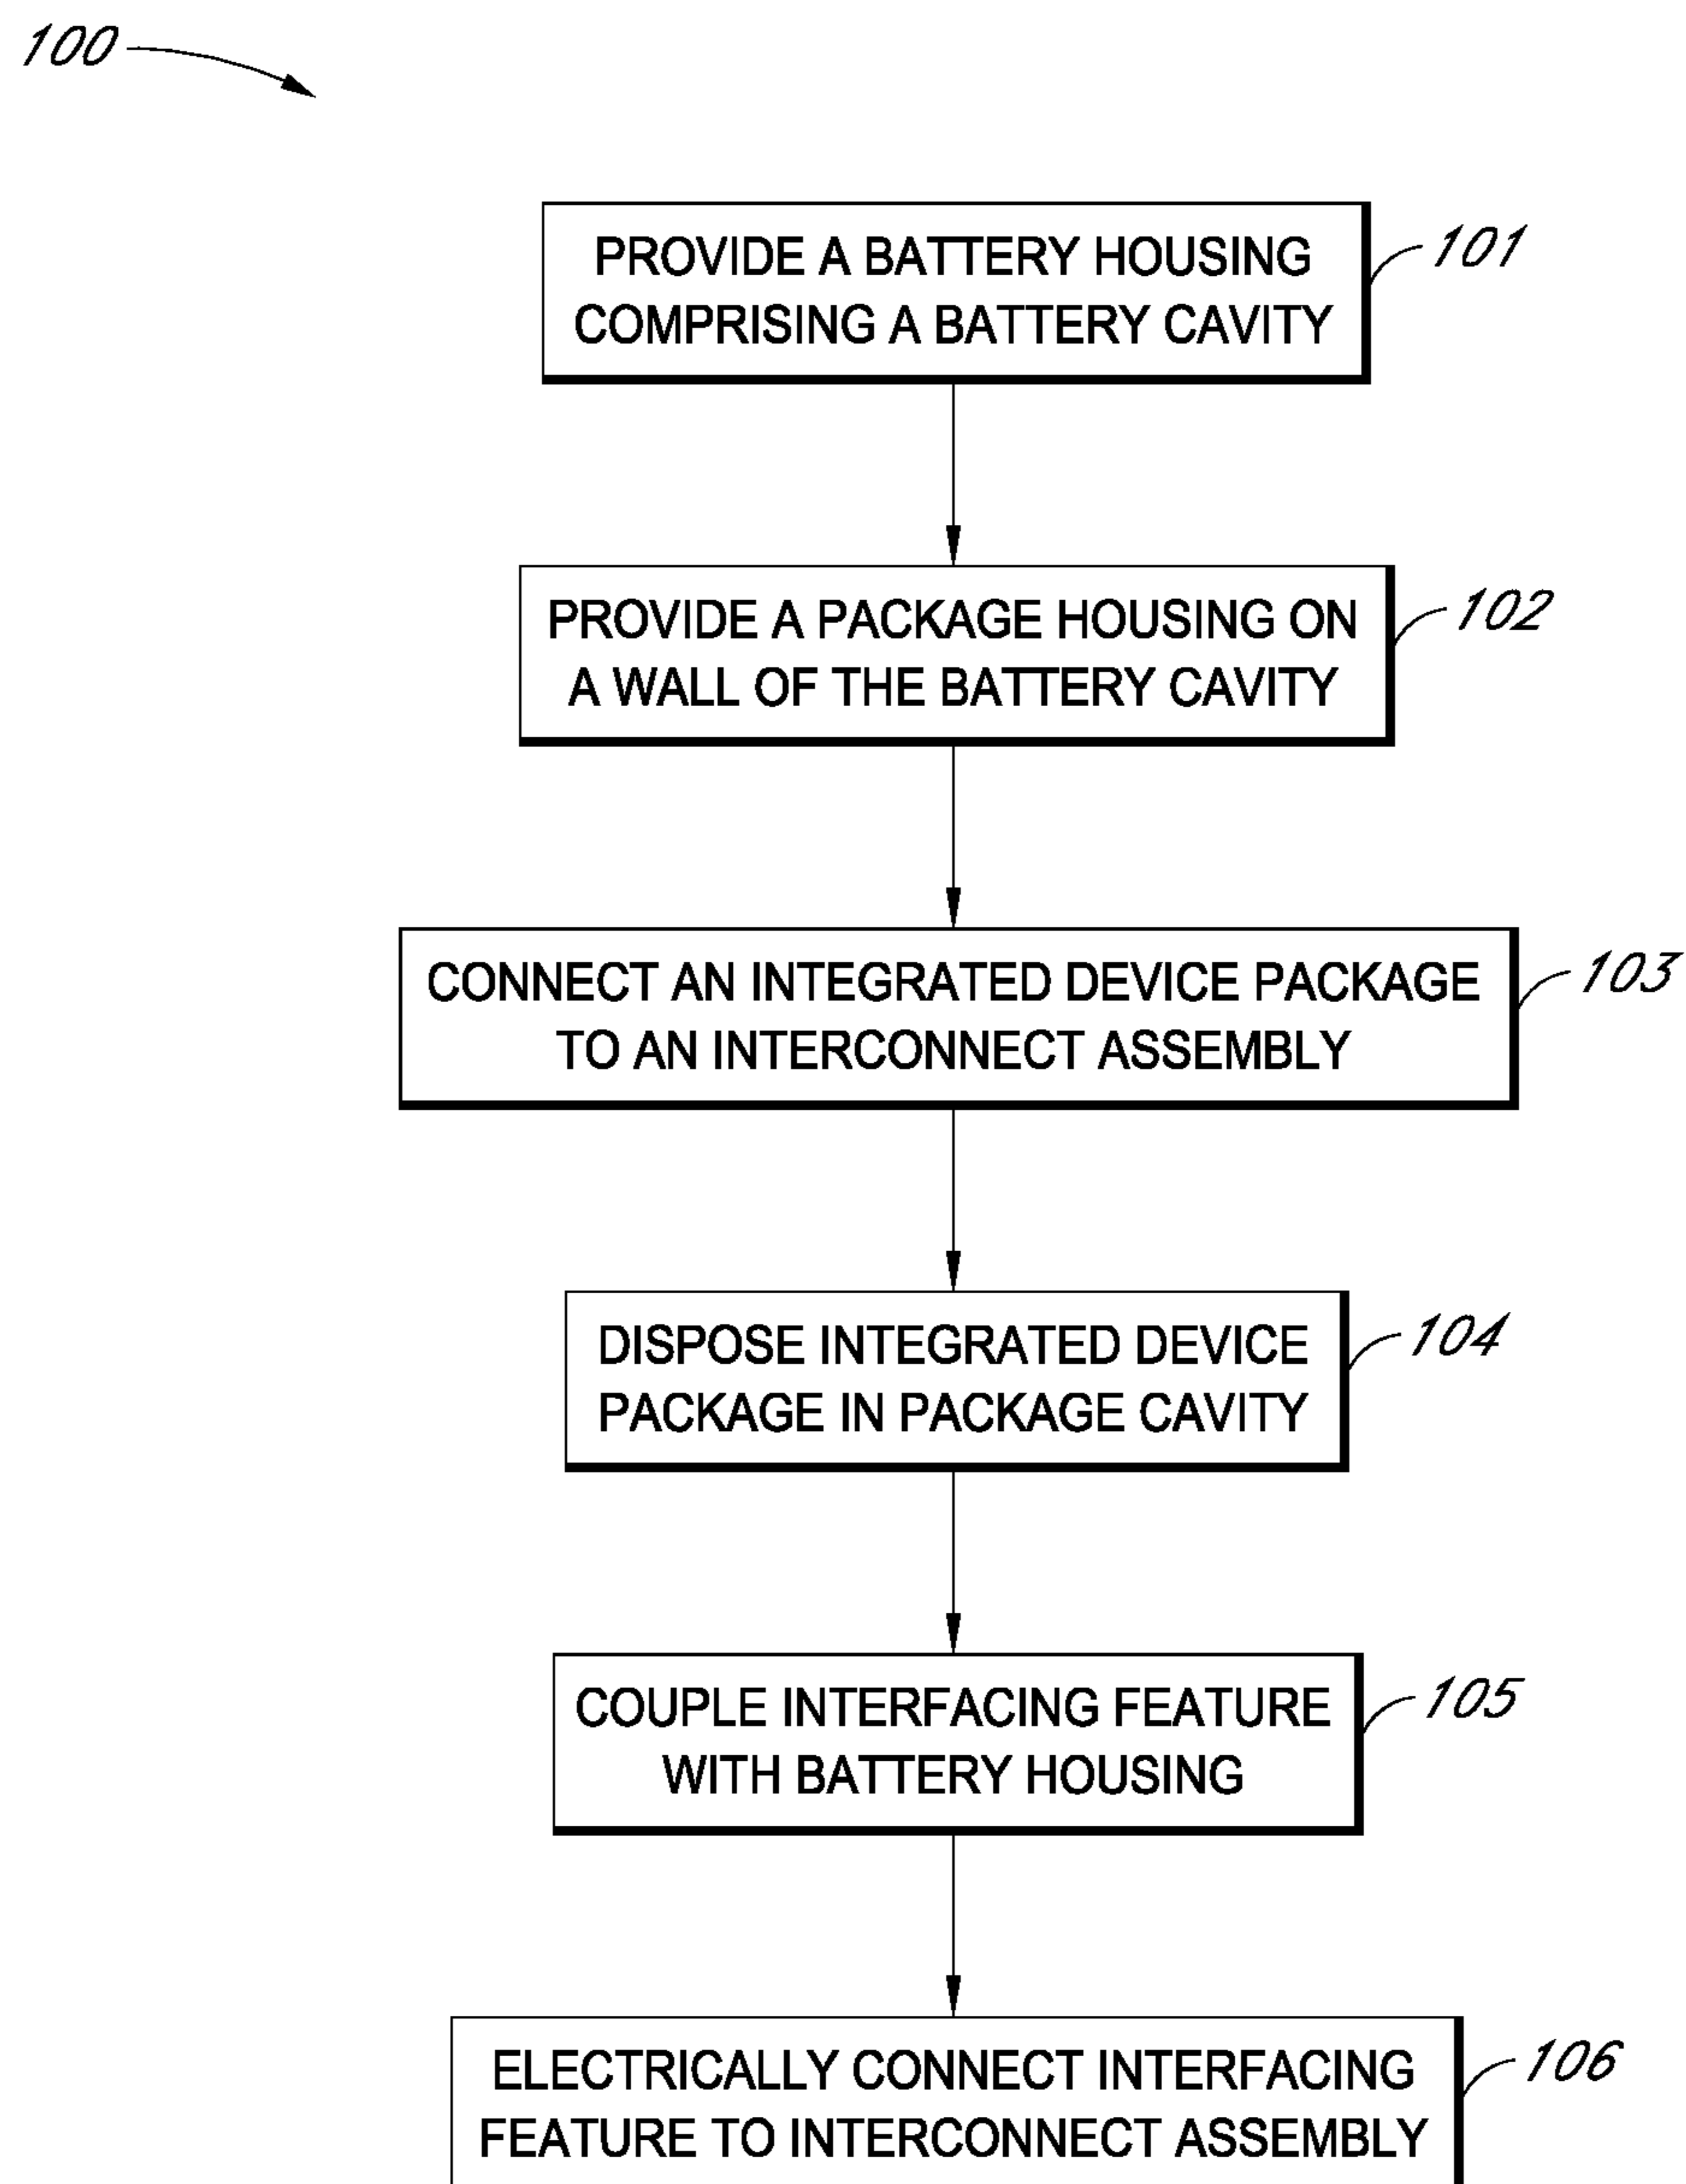 100
PROVIDE A BATTERY HOUSING
COMPRISING A BATTERY CAVITY
101
PROVIDE A PACKAGE HOUSING ON
A WALL OF THE BATTERY CAVITY
102
CONNECT AN INTEGRATED DEVICE PACKAGE
TO AN INTERCONNECT ASSEMBLY
103
DISPOSE INTEGRATED DEVICE
PACKAGE IN PACKAGE CAVITY
104
COUPLE INTERFACING FEATURE
WITH BATTERY HOUSING
105
ELECTRICALLY CONNECT INTERFACING
FEATURE TO INTERCONNECT ASSEMBLY
106